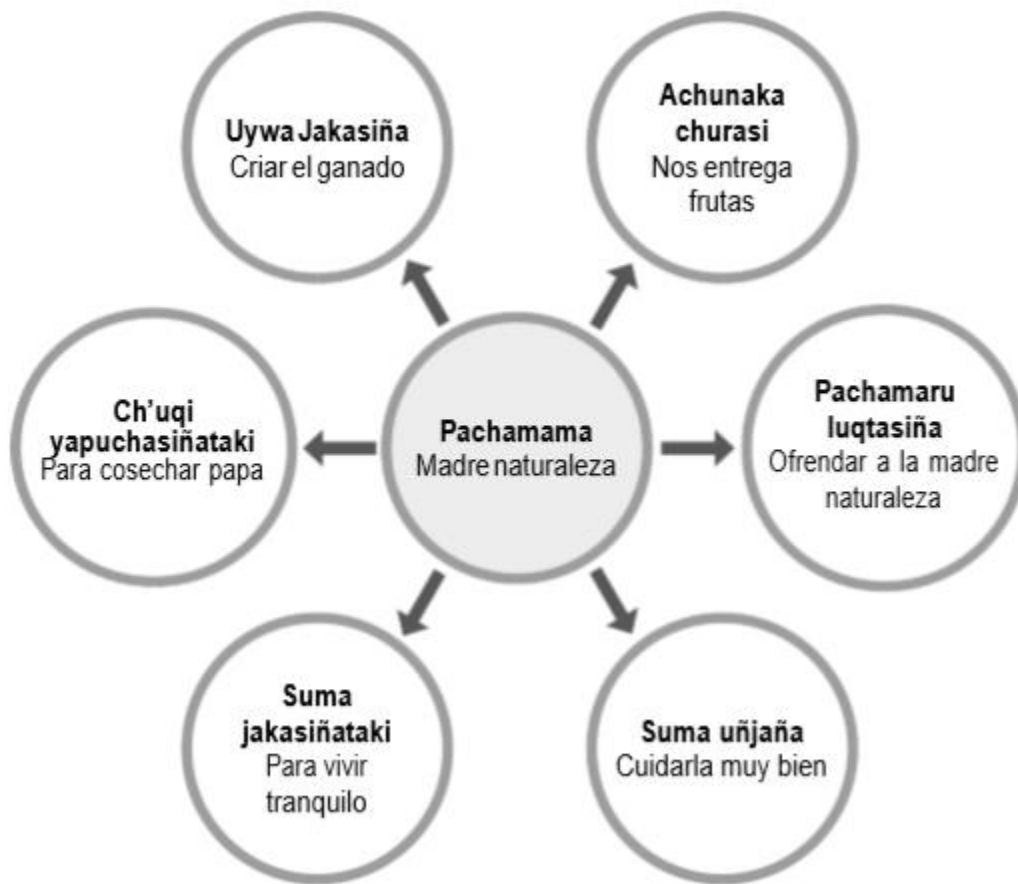 Uywa Jakasiña
Criar el ganado
Achunaka
churasi
Nos entrega
frutas
Ch'uqi
yapuchasiñataki
Para cosechar papa
Pachamama
Madre naturaleza
Pachamaru
luqtasiña
Ofrendar a la madre
naturaleza
Suma
jakasiñataki
Para vivir
tranquilo
Suma uñjaña
Cuidarla muy bien